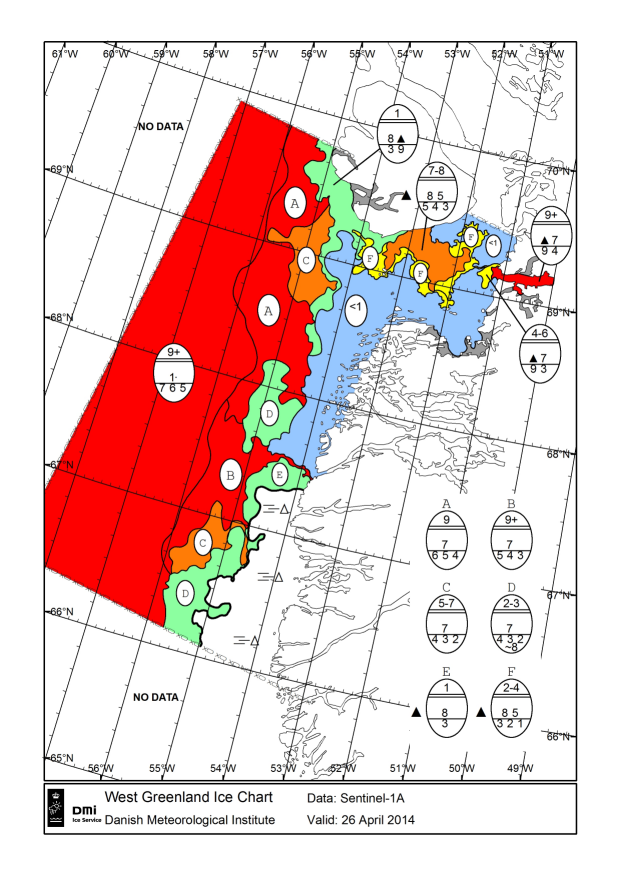 61°W 60°W 59°W 58°W 57°W 56°W 55°W 54°W 53°W 52°W 51°W
NO DATA
1
8 ▲
3 9
70°N
69°N
7-8
▲ 8 5
5 4 3
A
9+
▲ 7
9 4
F
<1
C
F
F
A
<1
69°N
68°N
4-6
▲ 7
9 3
9+
1·
7 6 5
D
68°N
67°N
B
E
A
9
7
6 5 4
B
9+
7
5 4 3
C
D
67°N
66°N
C
5-7
7
4 3 2
D
2-3
7
4 3 2
~8
E
▲ 1
8
3
F
▲ 2-4
8 5
3 2 1
NO DATA
66°N
65°N
56°W 55°W 54°W 53°W 52°W 51°W 50°W 49°W
DMi
Ice Service
West Greenland Ice Chart
Danish Meteorological Institute
Data: Sentinel-1A
Valid: 26 April 2014